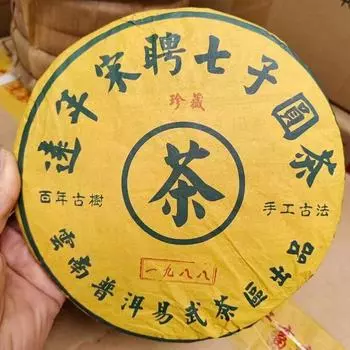 年宋聘七子圓茶
珍藏
茶
百年古樹
手工古法
一九八八
雲南普洱易武茶區出品